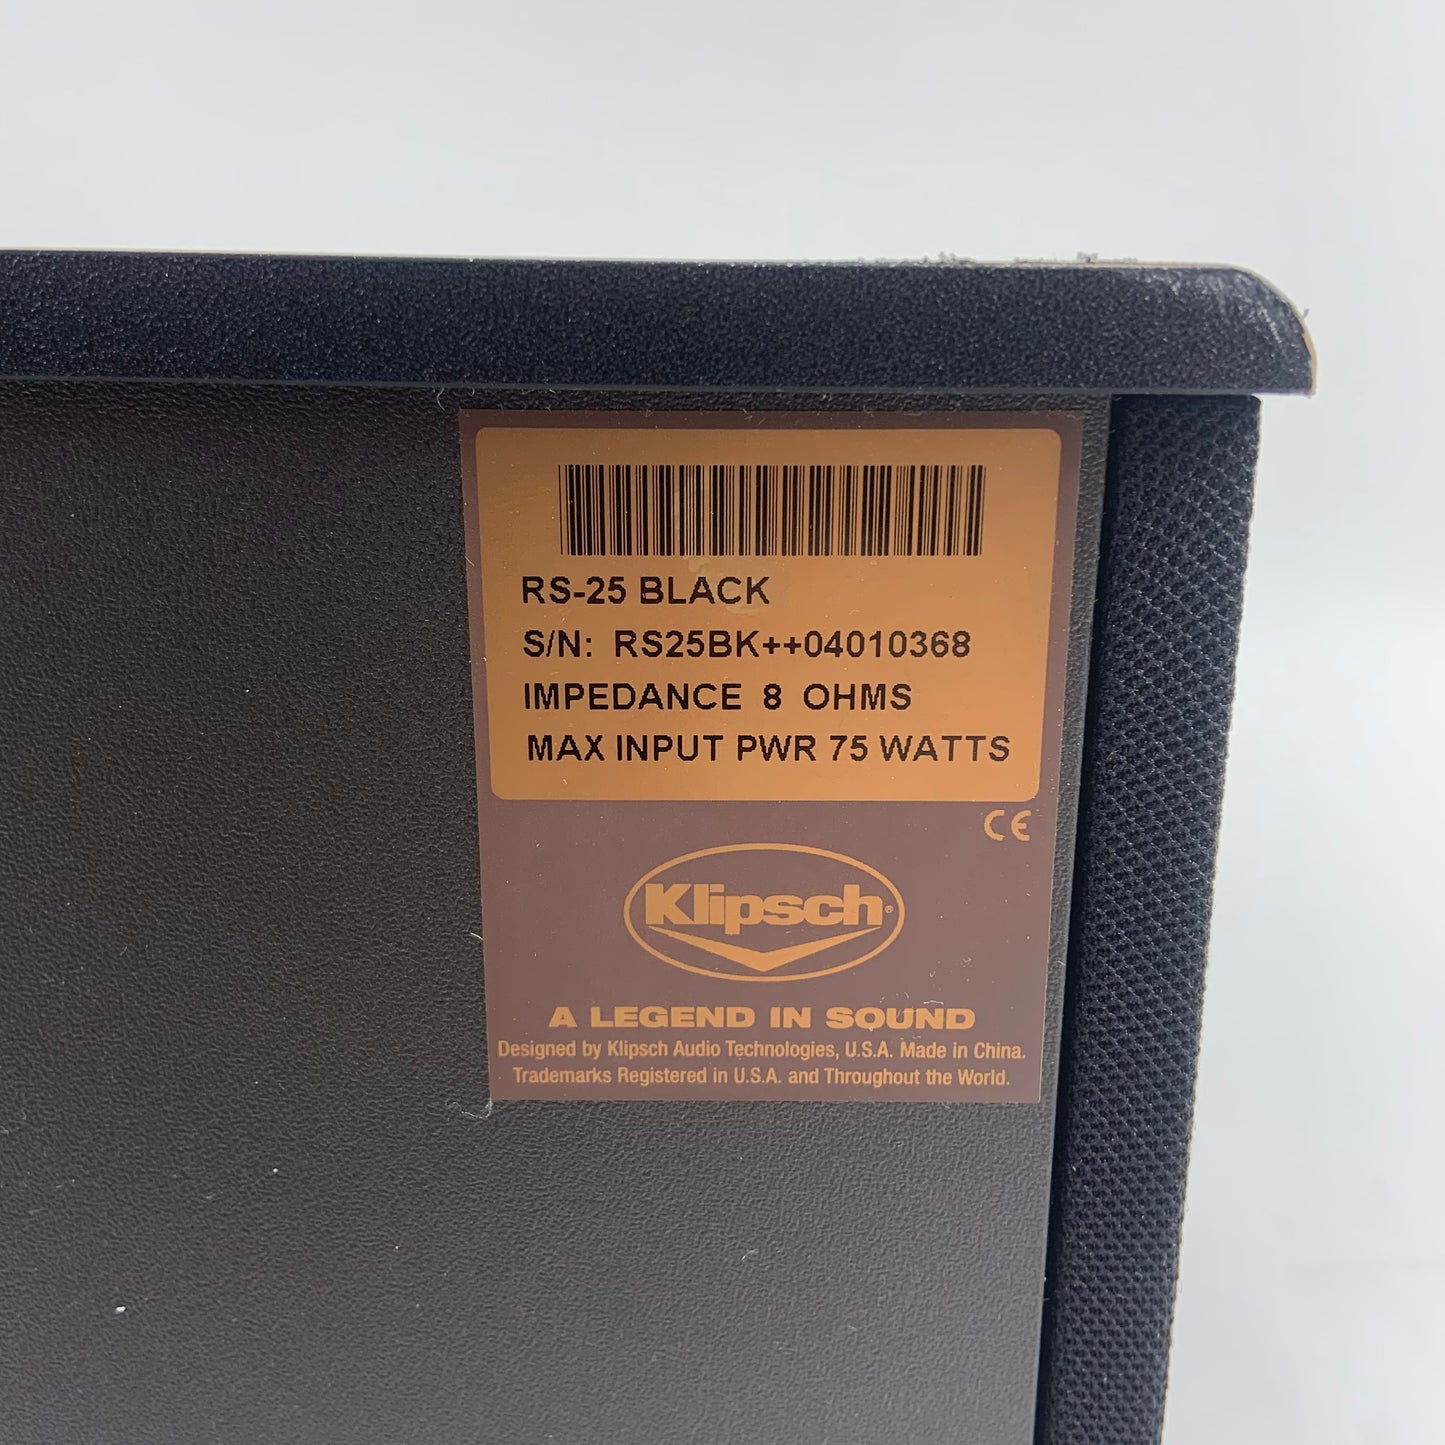 RS-25 BLACK
S/N: RS25BK++04010368
IMPEDANCE 8 OHMS
MAX INPUT PWR 75 WATTS
CE
Klipsch®
A LEGEND IN SOUND
Designed by Klipsch Audio Technologies, U.S.A. Made in China.
Trademarks Registered in U.S.A. and Throughout the World.